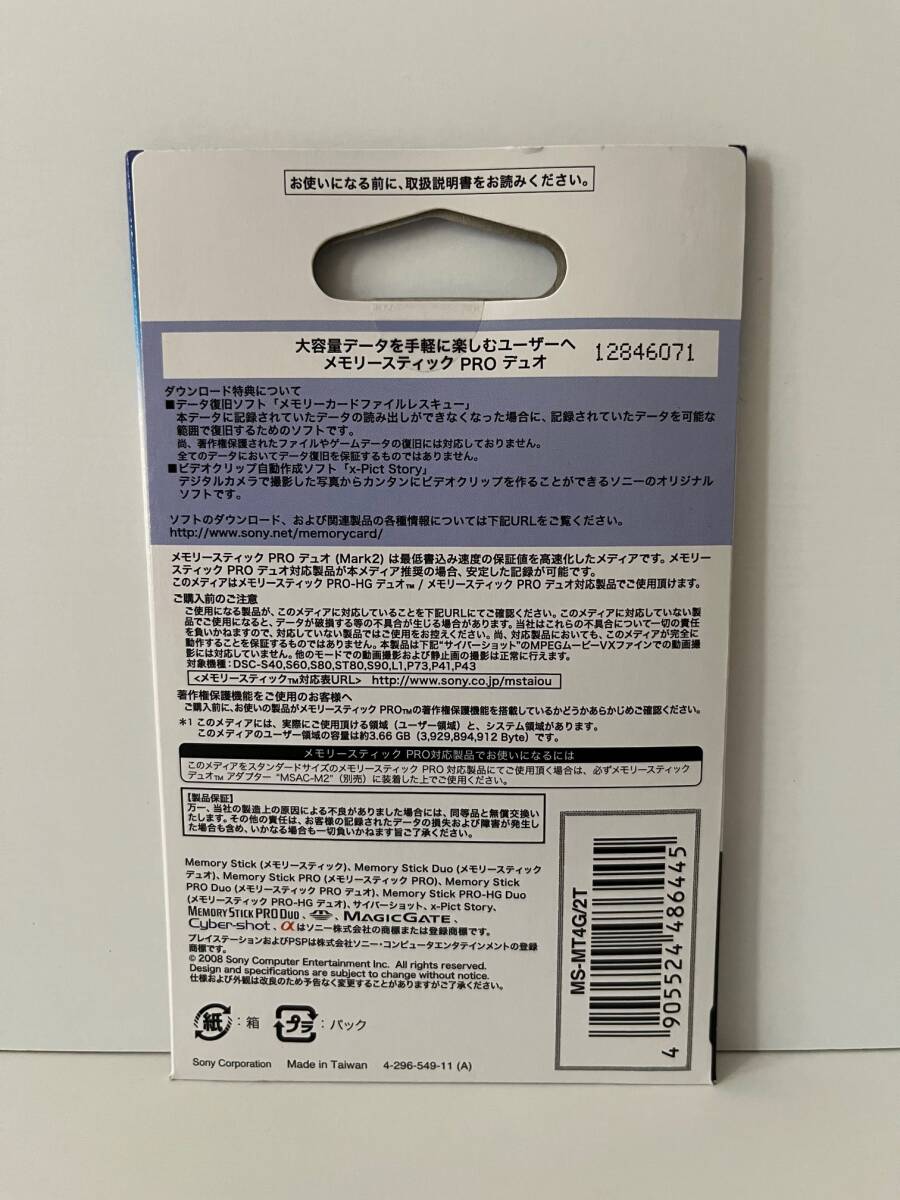 お使いになる前に、取扱説明書をお読みください。
大容量データを手軽に楽しむユーザーへ
メモリースティック PRO デュオ
12846071
ダウンロード特典について
■データ復旧ソフト「メモリーカードファイルレスキュー」
本データに記録されていたデータの読み出しができなくなった場合に、記録されていたデータを可能な
範囲で復旧するためのソフトです。
尚、著作権保護されたファイルやゲームデータの復旧には対応しておりません。
全てのデータにおいてデータ復旧を保証するものではありません。
■ビデオクリップ自動作成ソフト「x-Pict Story」
デジタルカメラで撮影した写真からカンタンにビデオクリップを作ることができるソニーのオリジナル
ソフトです。
ソフトのダウンロード、および関連製品の各種情報については下記URLをご覧ください。
http://www.sony.net/memorycard/
メモリースティック PRO デュオ (Mark2) は最低書込み速度の保証値を高速化したメディアです。メモリー
スティック PRO デュオ対応製品が本メディア推奨の場合、安定した記録が可能です。
このメディアはメモリースティック PRO-HG デュオ™ / メモリースティック PRO デュオ対応製品でご使用頂けます。
ご購入前のご注意
ご使用になる製品が、このメディアに対応していることを下記URLにてご確認ください。このメディアに対応していない製
品でご使用になると、データが破損する等の不具合が生じる場合があります。当社はこれらの不具合について一切の責任
を負いかねますので、対応していない製品ではご使用をお控えください。尚、対応製品においても、このメディアが完全に
動作することを保証するものではありません。本製品は下記“サイバーショット”のMPEGムービーVXファインでの動画撮
影には対応していません。他のモードでの動画撮影および静止画の撮影は正常に行えます。
対象機種：DSC-S40,S60,S80,ST80,S90,L1,P73,P41,P43
<メモリースティック™対応表URL> http://www.sony.co.jp/mstaiou
著作権保護機能をご使用のお客様へ
ご購入前に、お使いの製品がメモリースティック PRO™の著作権保護機能を搭載しているかどうかあらかじめご確認ください。
*1 このメディアには、実際にご使用頂ける領域（ユーザー領域）と、システム領域があります。
このメディアのユーザー領域の容量は約3.66 GB（3,929,894,912 Byte）です。
メモリースティック PRO対応製品でお使いになるには
このメディアをスタンダードサイズのメモリースティック PRO 対応製品にてご使用頂く場合は、必ずメモリースティック
デュオ™ アダプター “MSAC-M2”（別売）に装着した上でご使用ください。
【製品保証】
万一、当社の製造上の原因による不良がありました場合には、同等品と無償交換い
たします。その他の責任は、お客様の記録されたデータの損失および障害が発生し
た場合も含め、いかなる場合も一切負いかねます旨ご了承ください。
Memory Stick (メモリースティック)、Memory Stick Duo (メモリースティック
デュオ)、Memory Stick PRO (メモリースティック PRO)、Memory Stick
PRO Duo (メモリースティック PRO デュオ)、Memory Stick PRO-HG Duo
(メモリースティック PRO-HG デュオ)、サイバーショット、x-Pict Story、
MEMORY STICK PRO DUO、 、MAGICGATE、
Cyber-shot、αはソニー株式会社の商標または登録商標です。
プレイステーションおよびPSPは株式会社ソニー・コンピュータエンタテインメントの登録
商標です。
© 2008 Sony Computer Entertainment Inc. All rights reserved.
Design and specifications are subject to change without notice.
仕様および外観は改良のため予告なく変更することがありますがご了承ください。
紙：箱 プラ：パック
Sony Corporation Made in Taiwan 4-296-549-11 (A)
MS-MT4G/2T
4 905524 486445